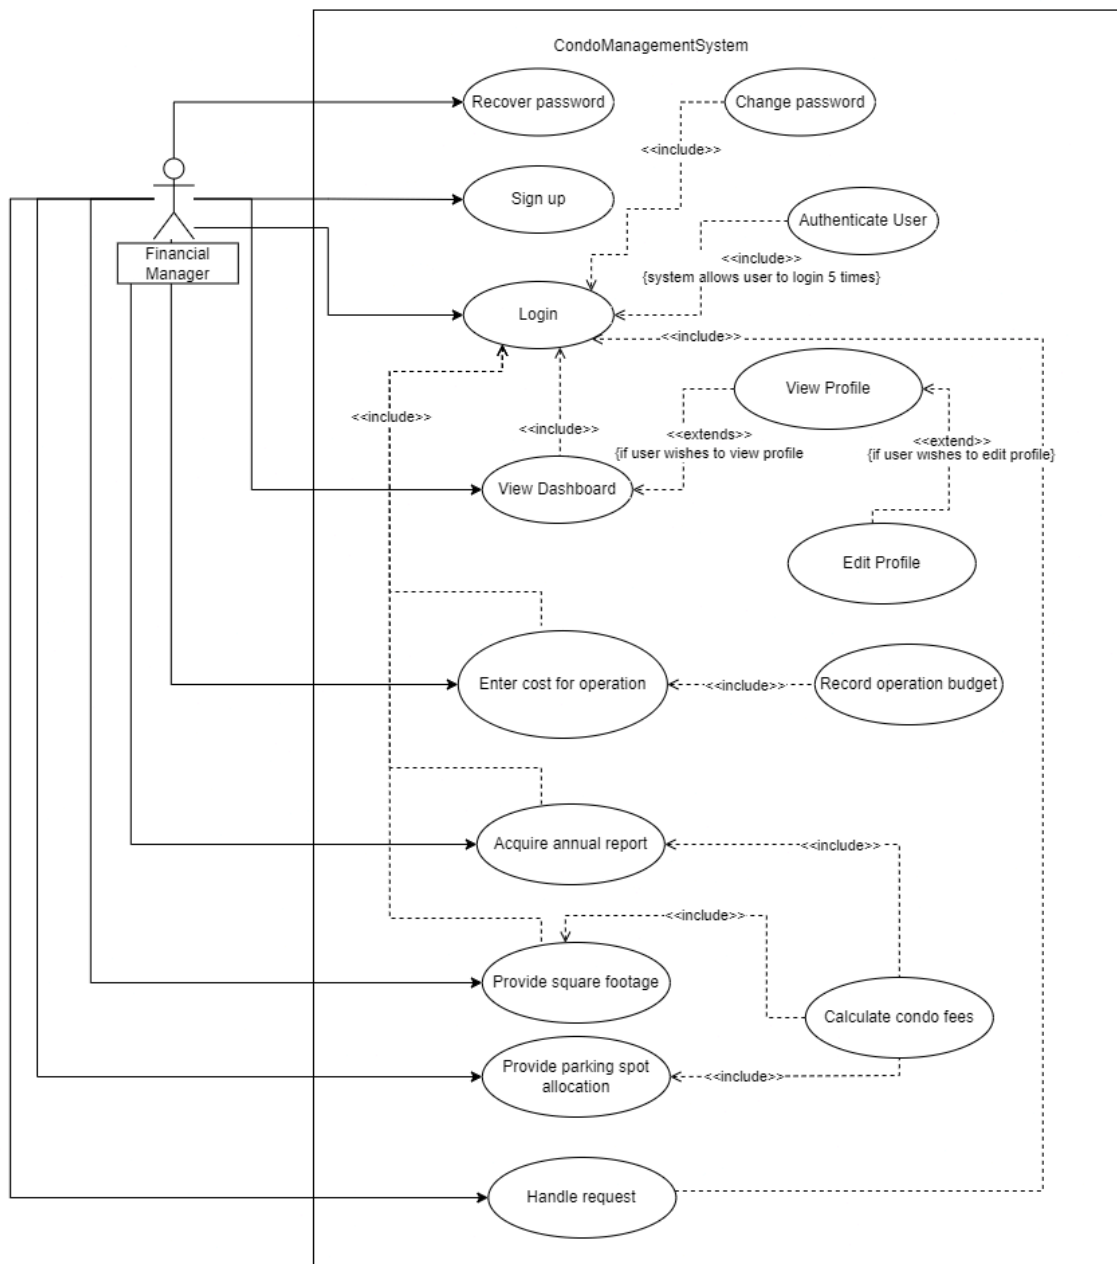 CondoManagementSystem
Recover password
Change password
<<include>>
Sign up
Authenticate User
Financial
Manager
<<include>>
{system allows user to login 5 times}
Login
<<include>>
View Profile
<<include>>
<<include>>
<<extends>>
{if user wishes to view profile
<<extend>>
{if user wishes to edit profile}
View Dashboard
Edit Profile
Enter cost for operation
<<include>>
Record operation budget
Acquire annual report
<<include>>
<<include>>
Provide square footage
Calculate condo fees
Provide parking spot
allocation
<<include>>
Handle request